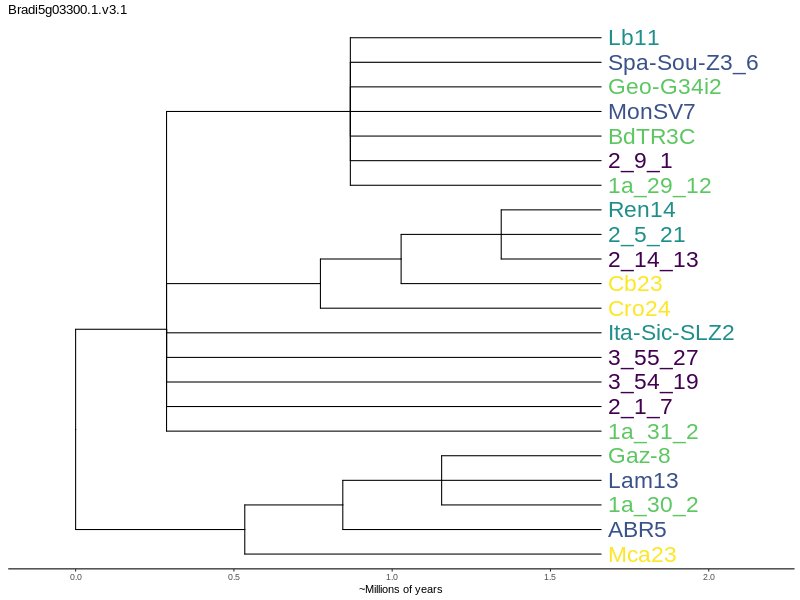 Bradi5g03300.1.v3.1
Lb11
Spa-Sou-Z3_6
Geo-G34i2
MonSV7
BdTR3C
2_9_1
1a_29_12
Ren14
2_5_21
2_14_13
Cb23
Cro24
Ita-Sic-SLZ2
3_55_27
3_54_19
2_1_7
1a_31_2
Gaz-8
Lam13
1a_30_2
ABR5
Mca23
0.0 0.5 1.0 1.5 2.0
~Millions of years